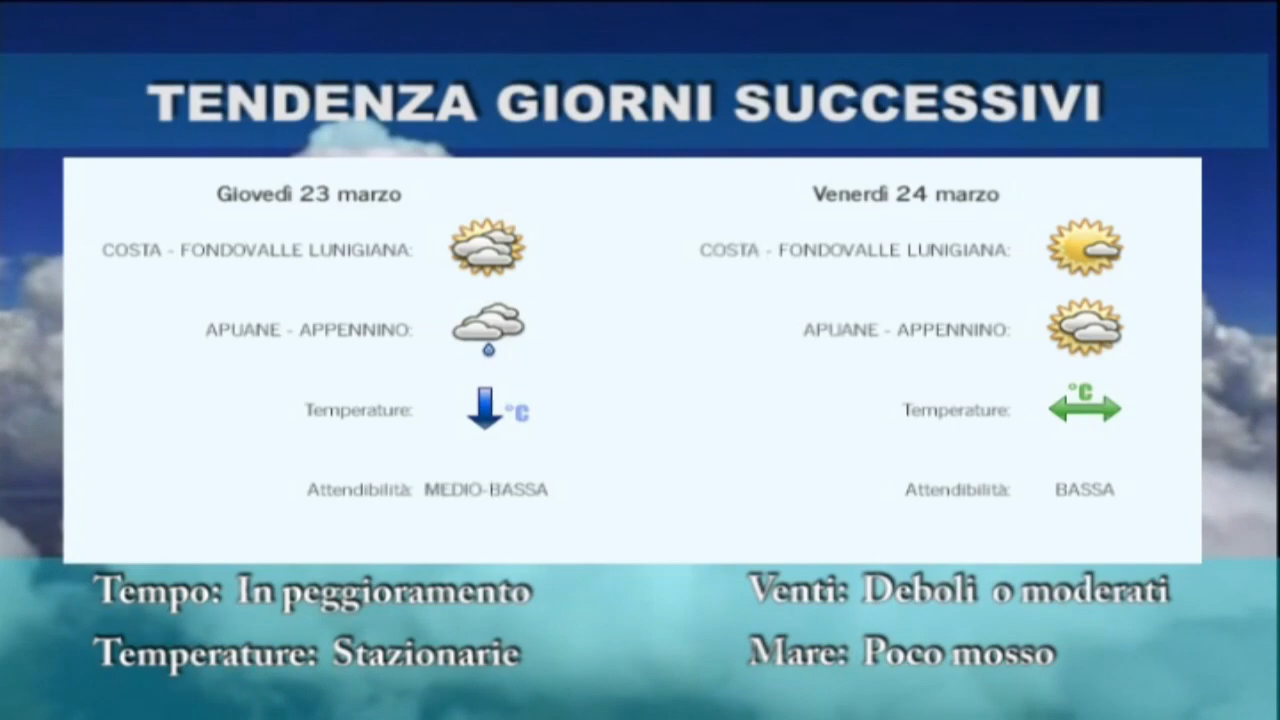 TENDENZA GIORNI SUCCESSIVI
Giovedì 23 marzo
COSTA - FONDOVALLE LUNIGIANA:
APUANE - APPENNINO:
Temperature: °C
Attendibilità: MEDIO-BASSA
Venerdì 24 marzo
COSTA - FONDOVALLE LUNIGIANA:
APUANE - APPENNINO:
Temperature: °C
Attendibilità: BASSA
Tempo: In peggioramento
Temperature: Stazionarie
Venti: Deboli o moderati
Mare: Poco mosso